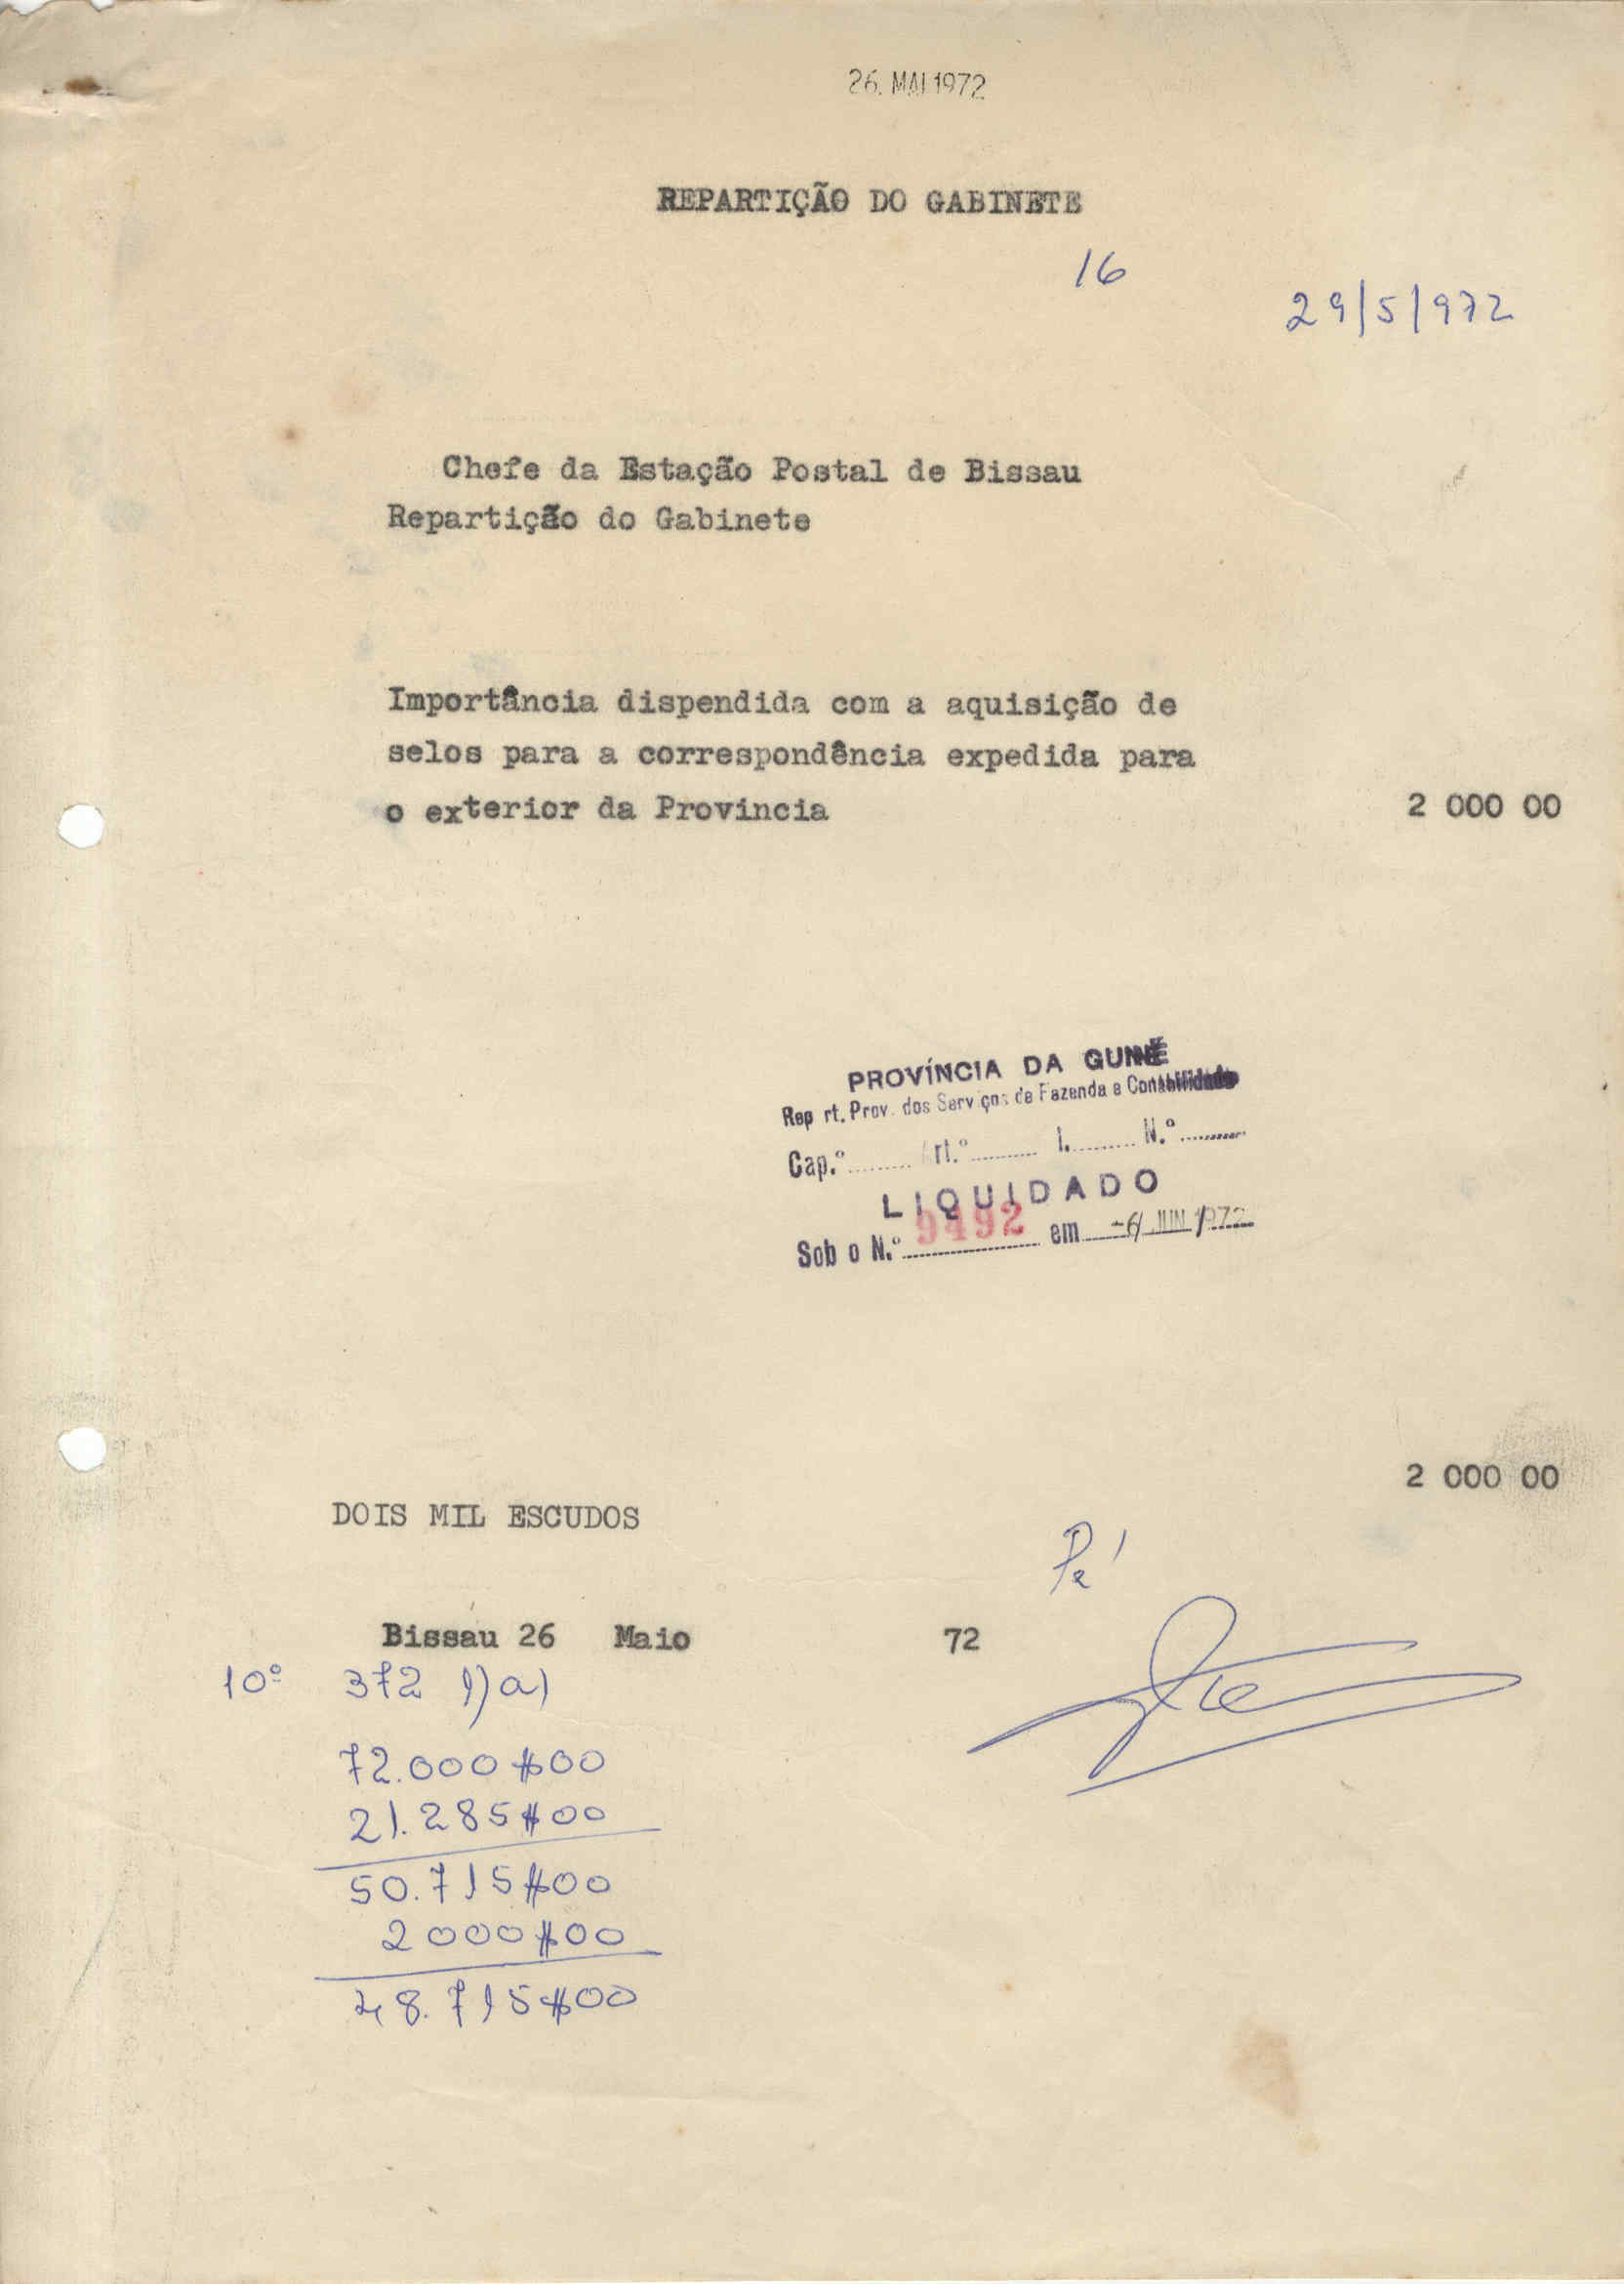 26. MAI 1972
REPARTIÇÃO DO GABINETE
16
29/5/972
Chefe da Estação Postal de Bissau
Repartição do Gabinete
Importância dispendida com a aquisição de
selos para a correspondência expedida para
o exterior da Provincia 2 000 00
PROVÍNCIA DA GUINÉ
Rep rt. Prov. dos Serviços de Fazenda e Contabilidade
Cap.º Art.º l. N.º
LIQUIDADO
Sob o N.º 9492 em -6/ JUN 1972
2 000 00
DOIS MIL ESCUDOS
Bissau 26 Maio 72
10º 372 1)a)
72.000$00
21.285$00
50.715$00
2000$00
48.715$00